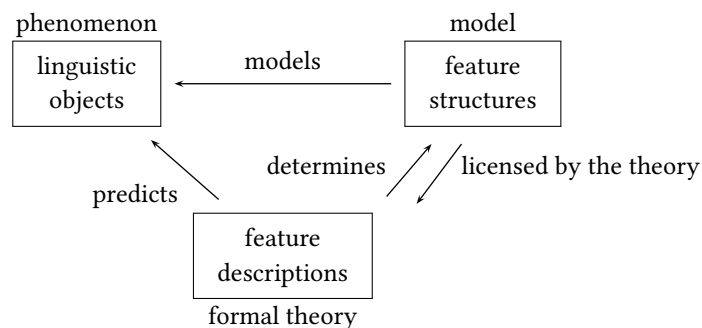 phenomenon
model
linguistic
objects
models
feature
structures
determines
licensed by the theory
predicts
feature
descriptions
formal theory